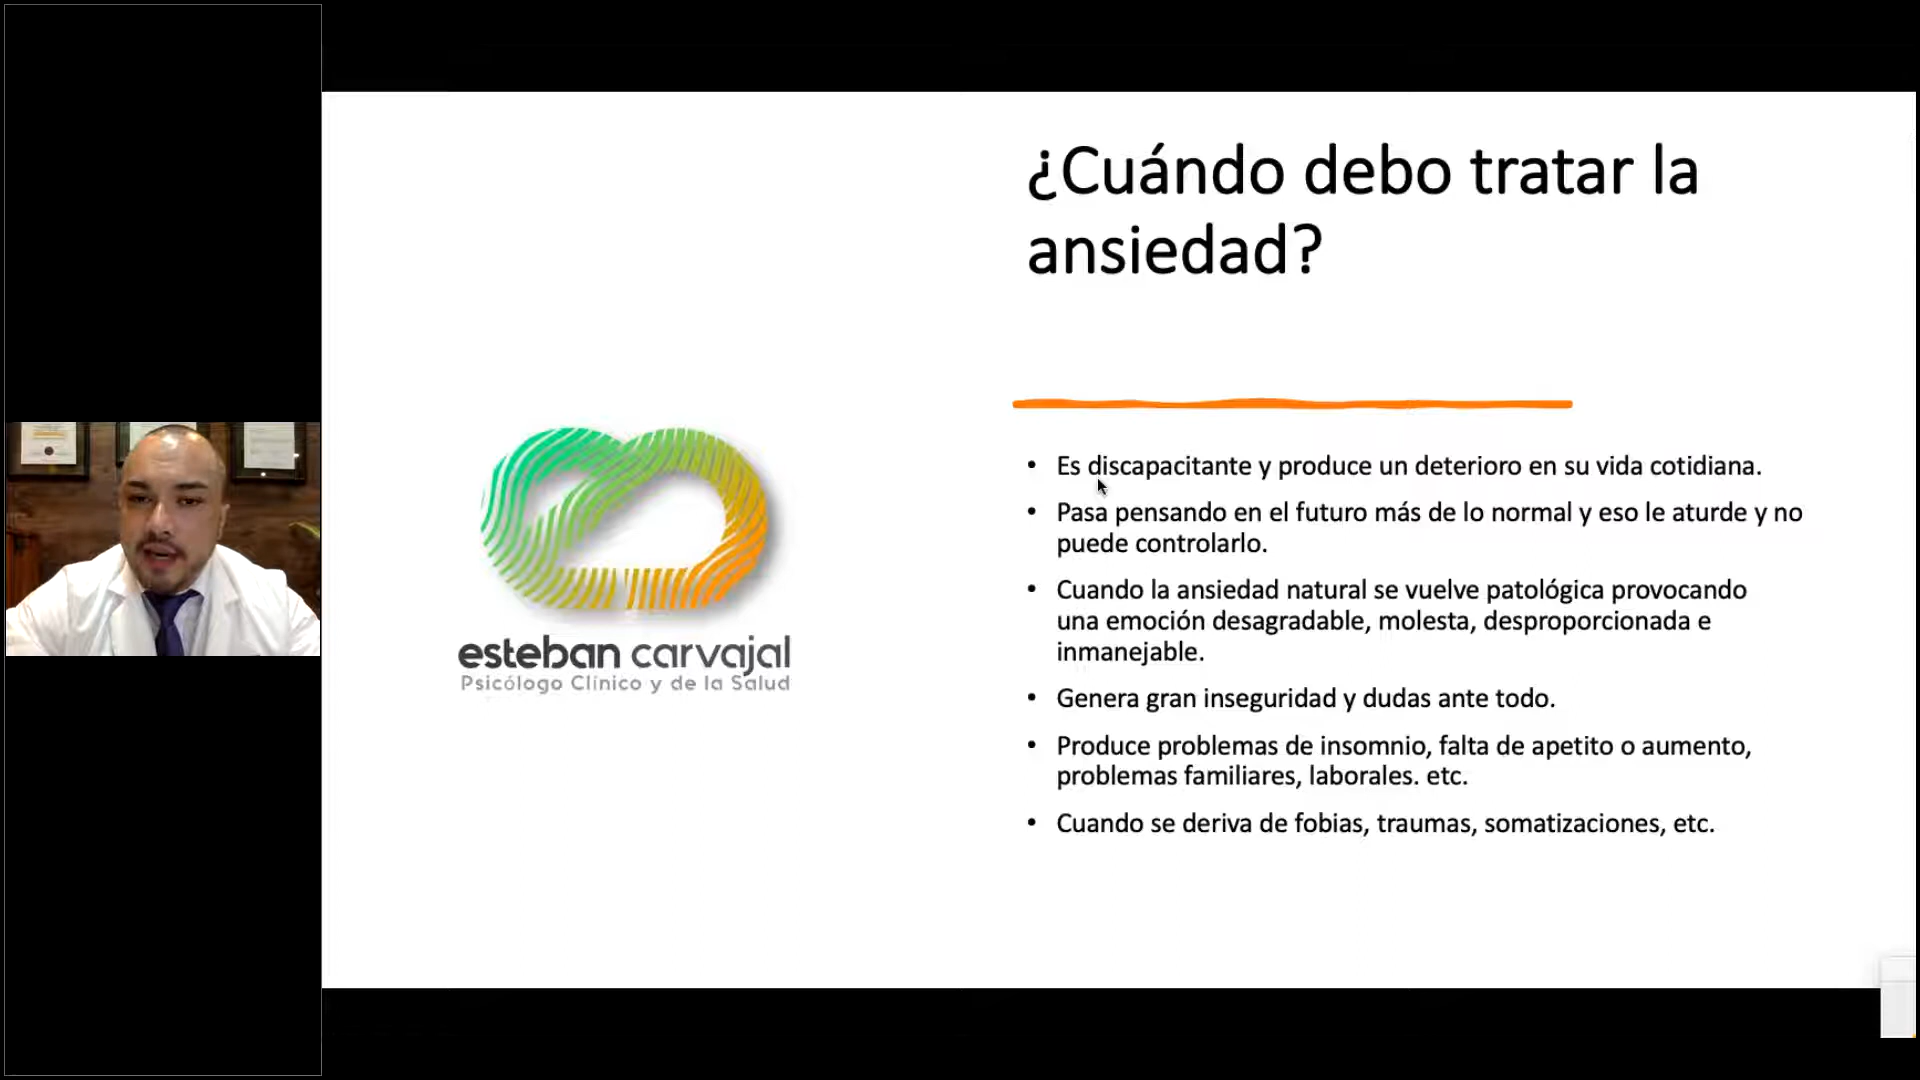 ¿Cuándo debo tratar la
ansiedad?
esteban carvajal
Psicólogo Clínico y de la Salud
• Es discapacitante y produce un deterioro en su vida cotidiana.
• Pasa pensando en el futuro más de lo normal y eso le aturde y no
puede controlarlo.
• Cuando la ansiedad natural se vuelve patológica provocando
una emoción desagradable, molesta, desproporcionada e
inmanejable.
• Genera gran inseguridad y dudas ante todo.
• Produce problemas de insomnio, falta de apetito o aumento,
problemas familiares, laborales. etc.
• Cuando se deriva de fobias, traumas, somatizaciones, etc.